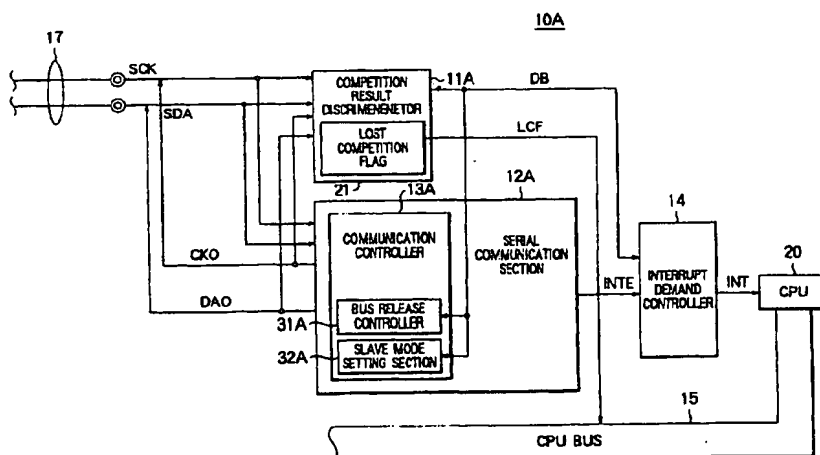 10A
17
SCK
SDA
COMPETITION
RESULT
DISCRIMENENETOR
11A
DB
LOST
COMPETITION
FLAG
LCF
21
13A
12A
14
COMMUNICATION
CONTROLLER
SERIAL
COMMUNICATION
SECTION
CKO
DAO
INTE
INTERRUPT
DEMAND
CONTROLLER
INT
20
CPU
31A
BUS RELEASE
CONTROLLER
32A
SLAVE MODE
SETTING SECTION
15
CPU BUS